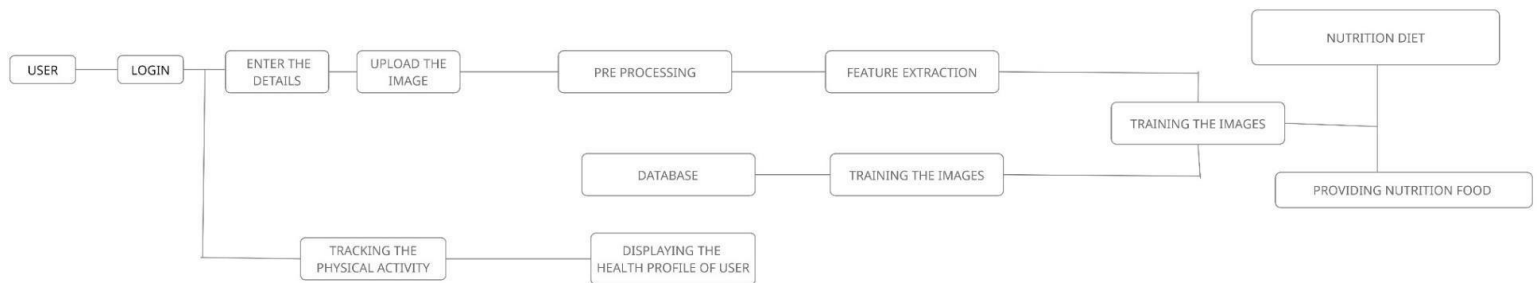 NUTRITION DIET
USER
LOGIN
ENTER THE
DETAILS
UPLOAD THE
IMAGE
PRE PROCESSING
FEATURE EXTRACTION
TRAINING THE IMAGES
DATABASE
TRAINING THE IMAGES
PROVIDING NUTRITION FOOD
TRACKING THE
PHYSICAL ACTIVITY
DISPLAYING THE
HEALTH PROFILE OF USER